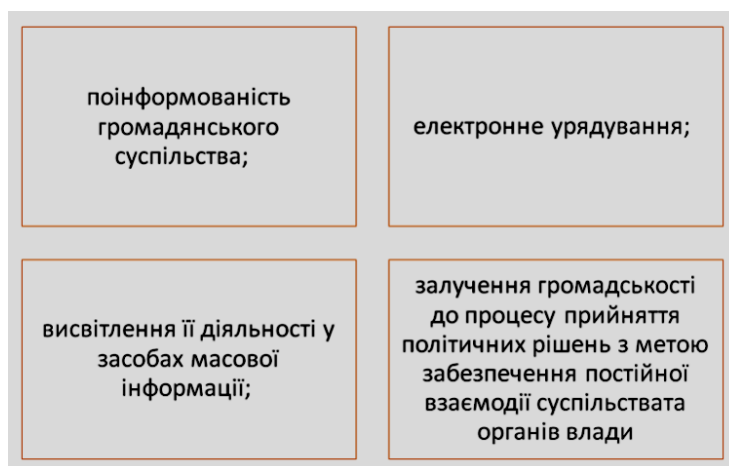 поінформованість
громадянського
суспільства;
електронне урядування;
висвітлення її діяльності у
засобах масової
інформації;
залучення громадськості
до процесу прийняття
політичних рішень з метою
забезпечення постійної
взаємодії суспільствата
органів влади